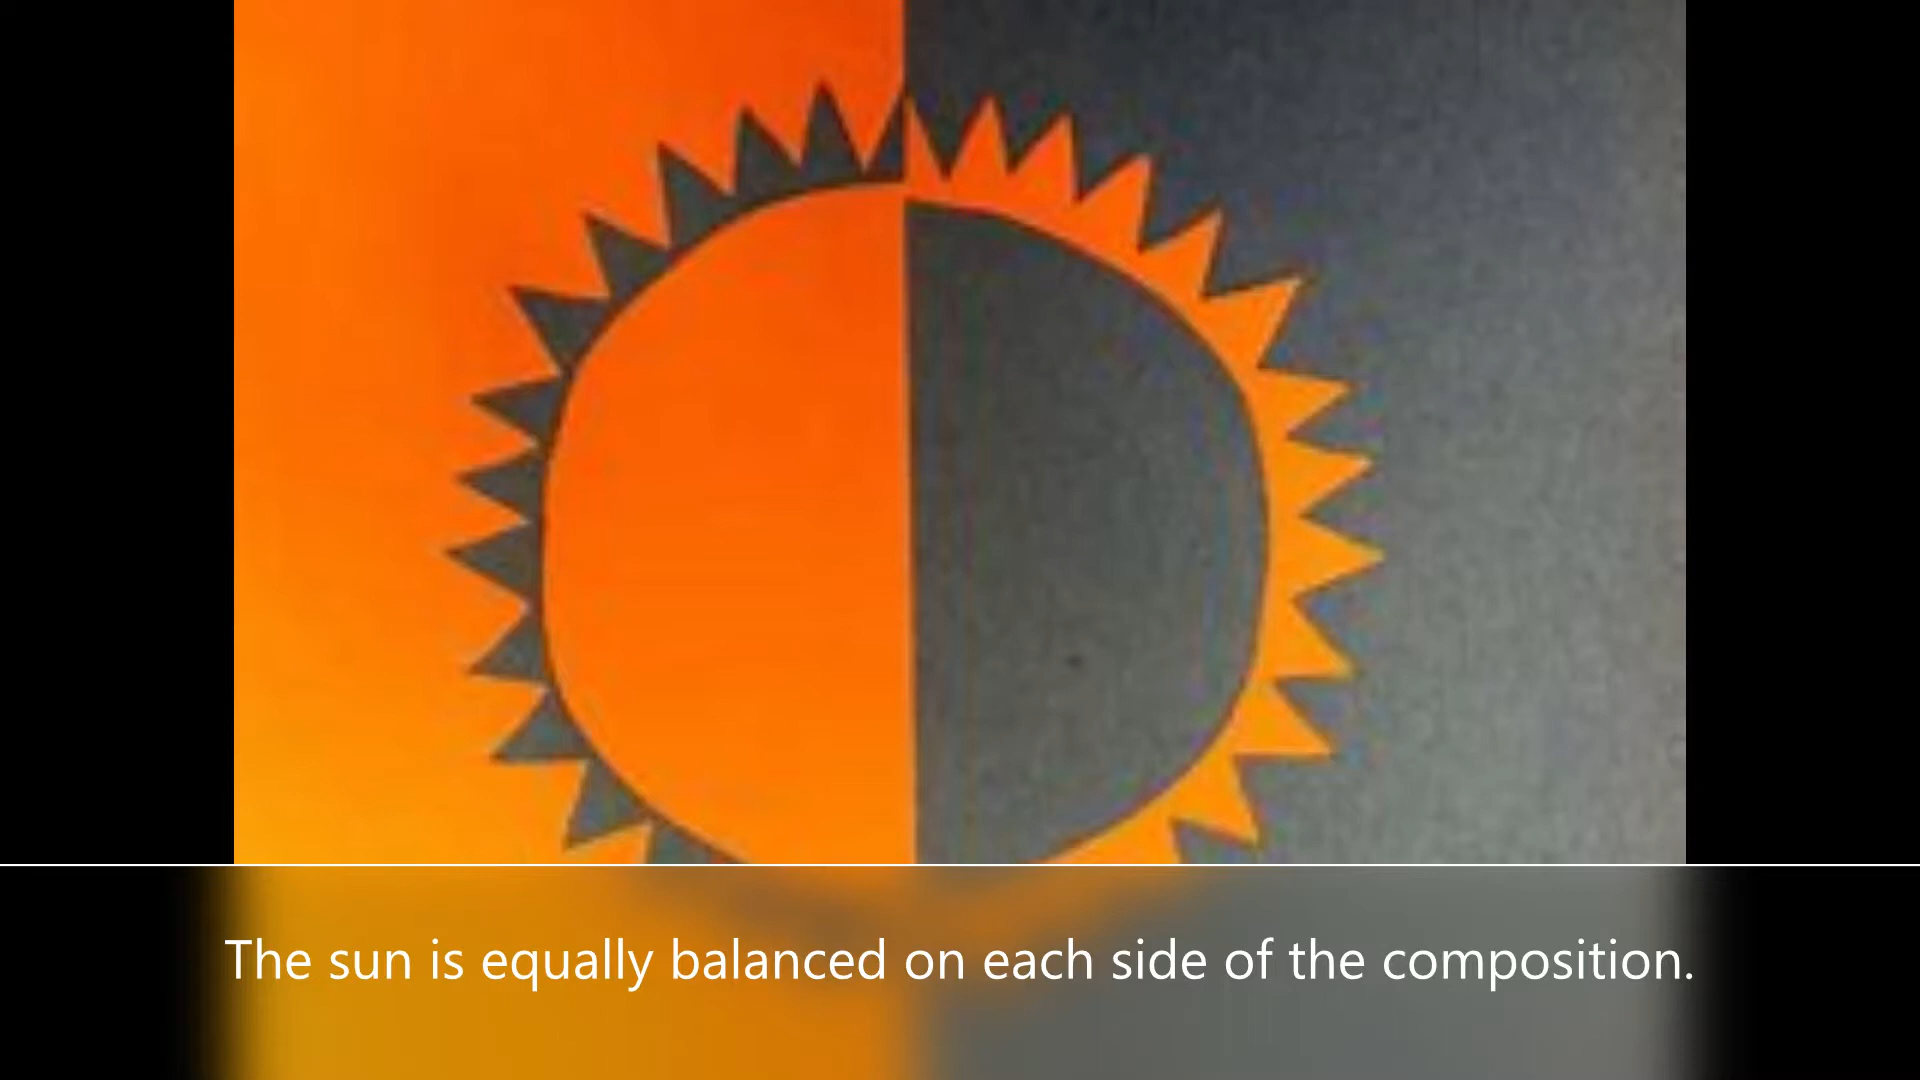 The sun is equally balanced on each side of the composition.